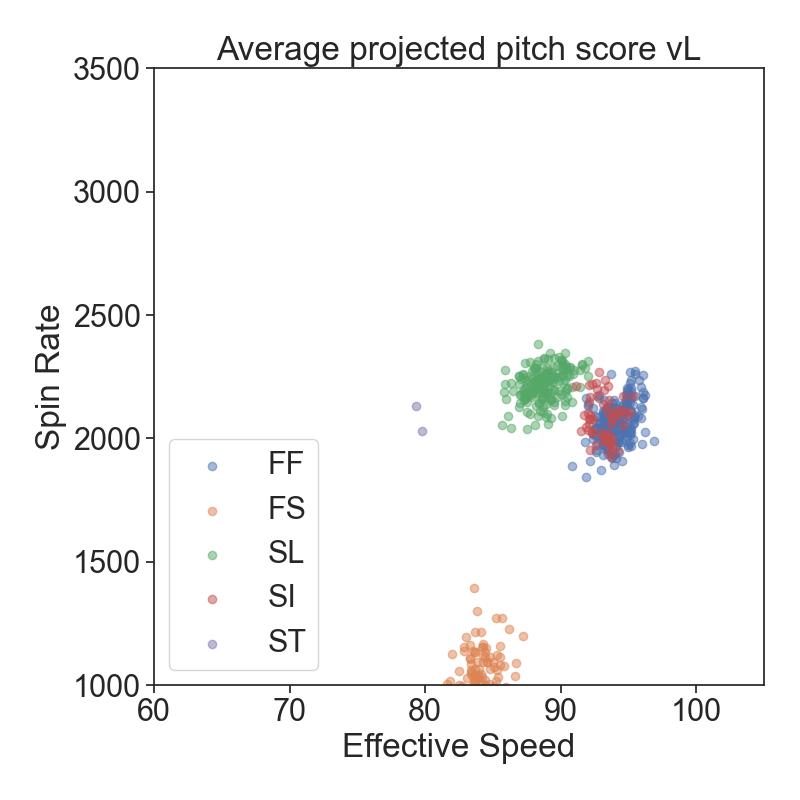 Average projected pitch score vL
3500
3000
2500
2000
1500
1000
Spin Rate
FF
FS
SL
SI
ST
60 70 80 90 100
Effective Speed